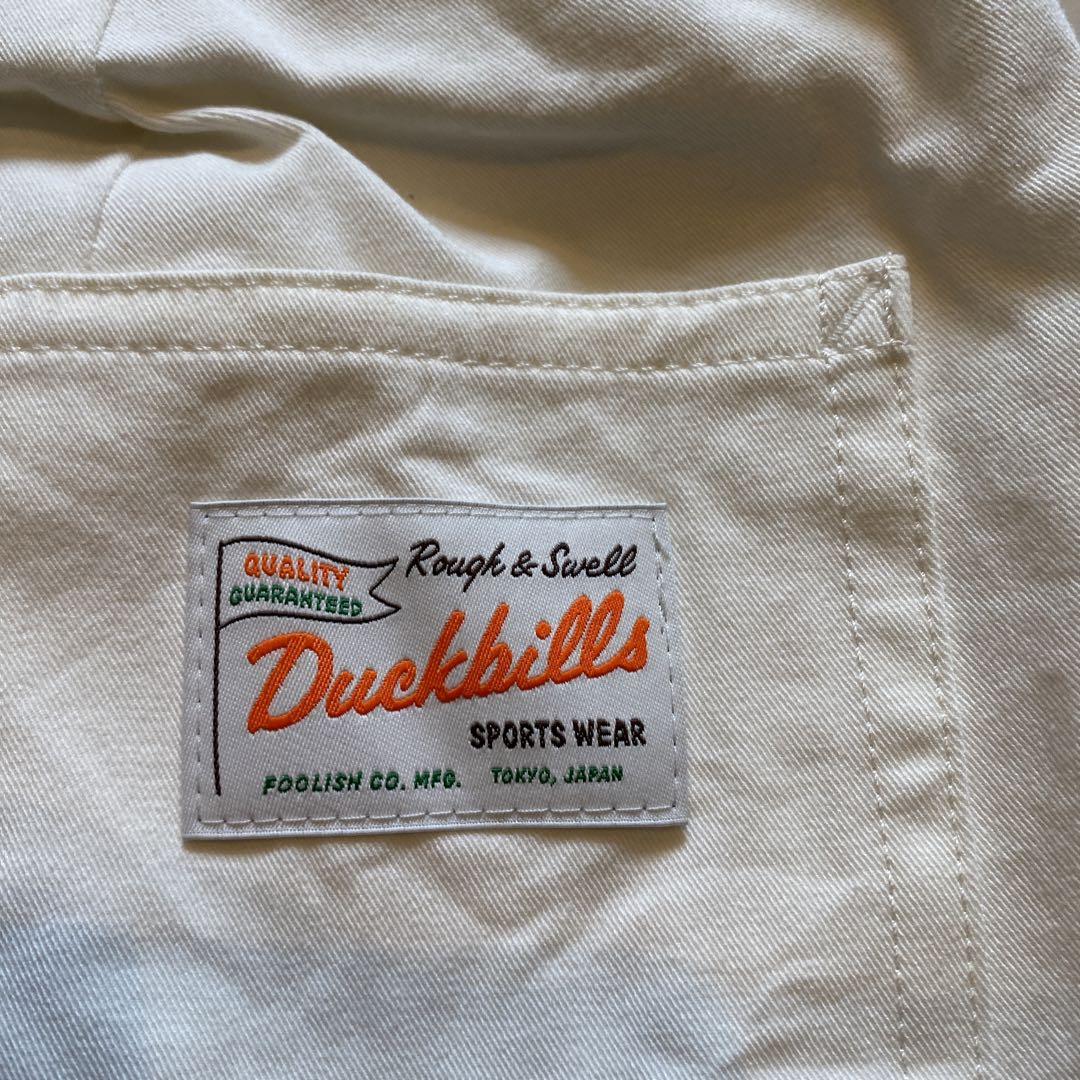 QUALITY
GUARANTEED
Rough & Swell
Duckbills
SPORTS WEAR
FOOLISH CO. MFG. TOKYO, JAPAN